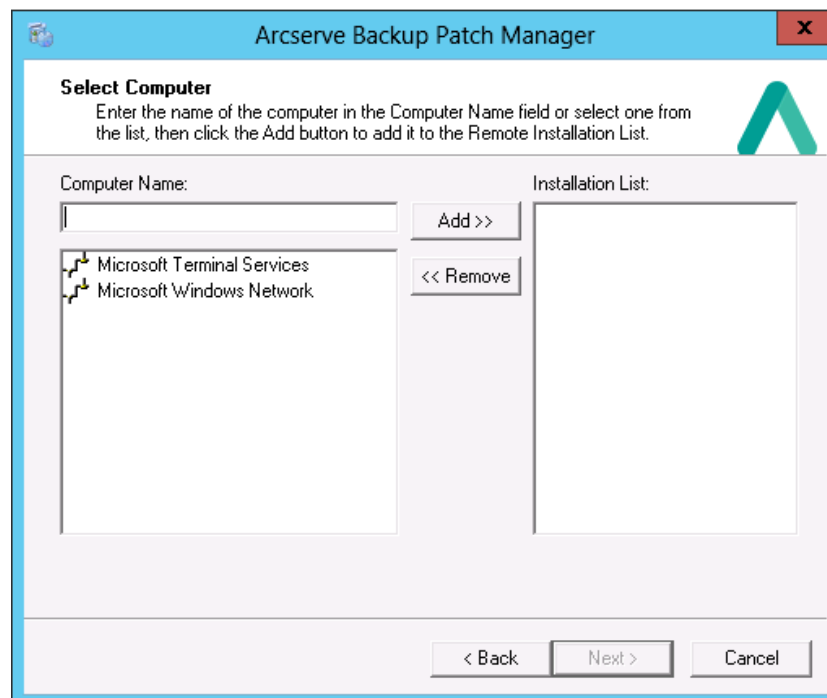 Arcserve Backup Patch Manager
x
Select Computer
Enter the name of the computer in the Computer Name field or select one from
the list, then click the Add button to add it to the Remote Installation List.
Computer Name:
Installation List:
Add >>
Microsoft Terminal Services
<< Remove
Microsoft Windows Network
< Back
Next >
Cancel